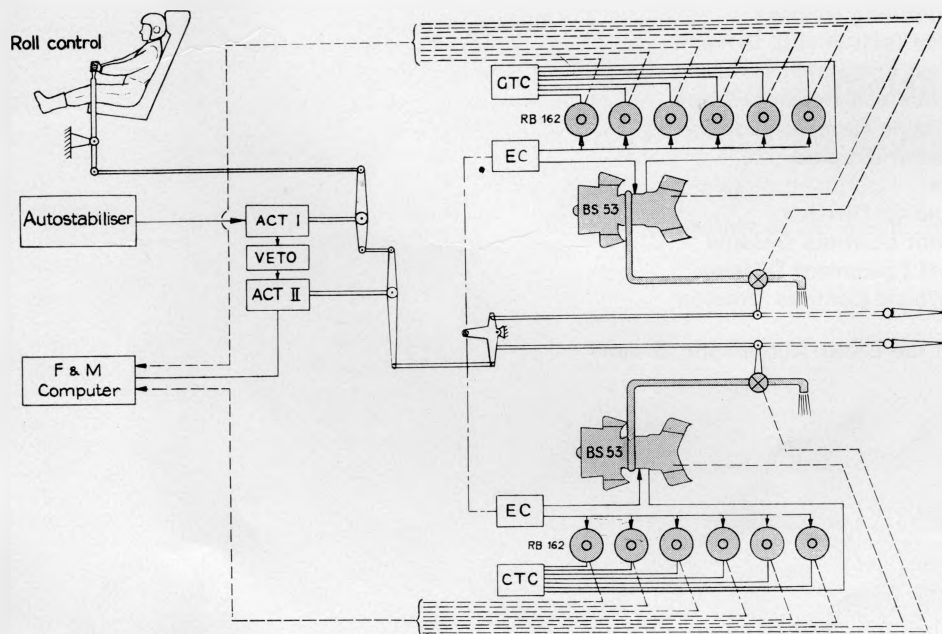 Roll control
GTC
RB 162
EC
BS 53
Autostabiliser
ACT I
VETO
ACT II
F & M
Computer
BS 53
EC
RB 162
CTC